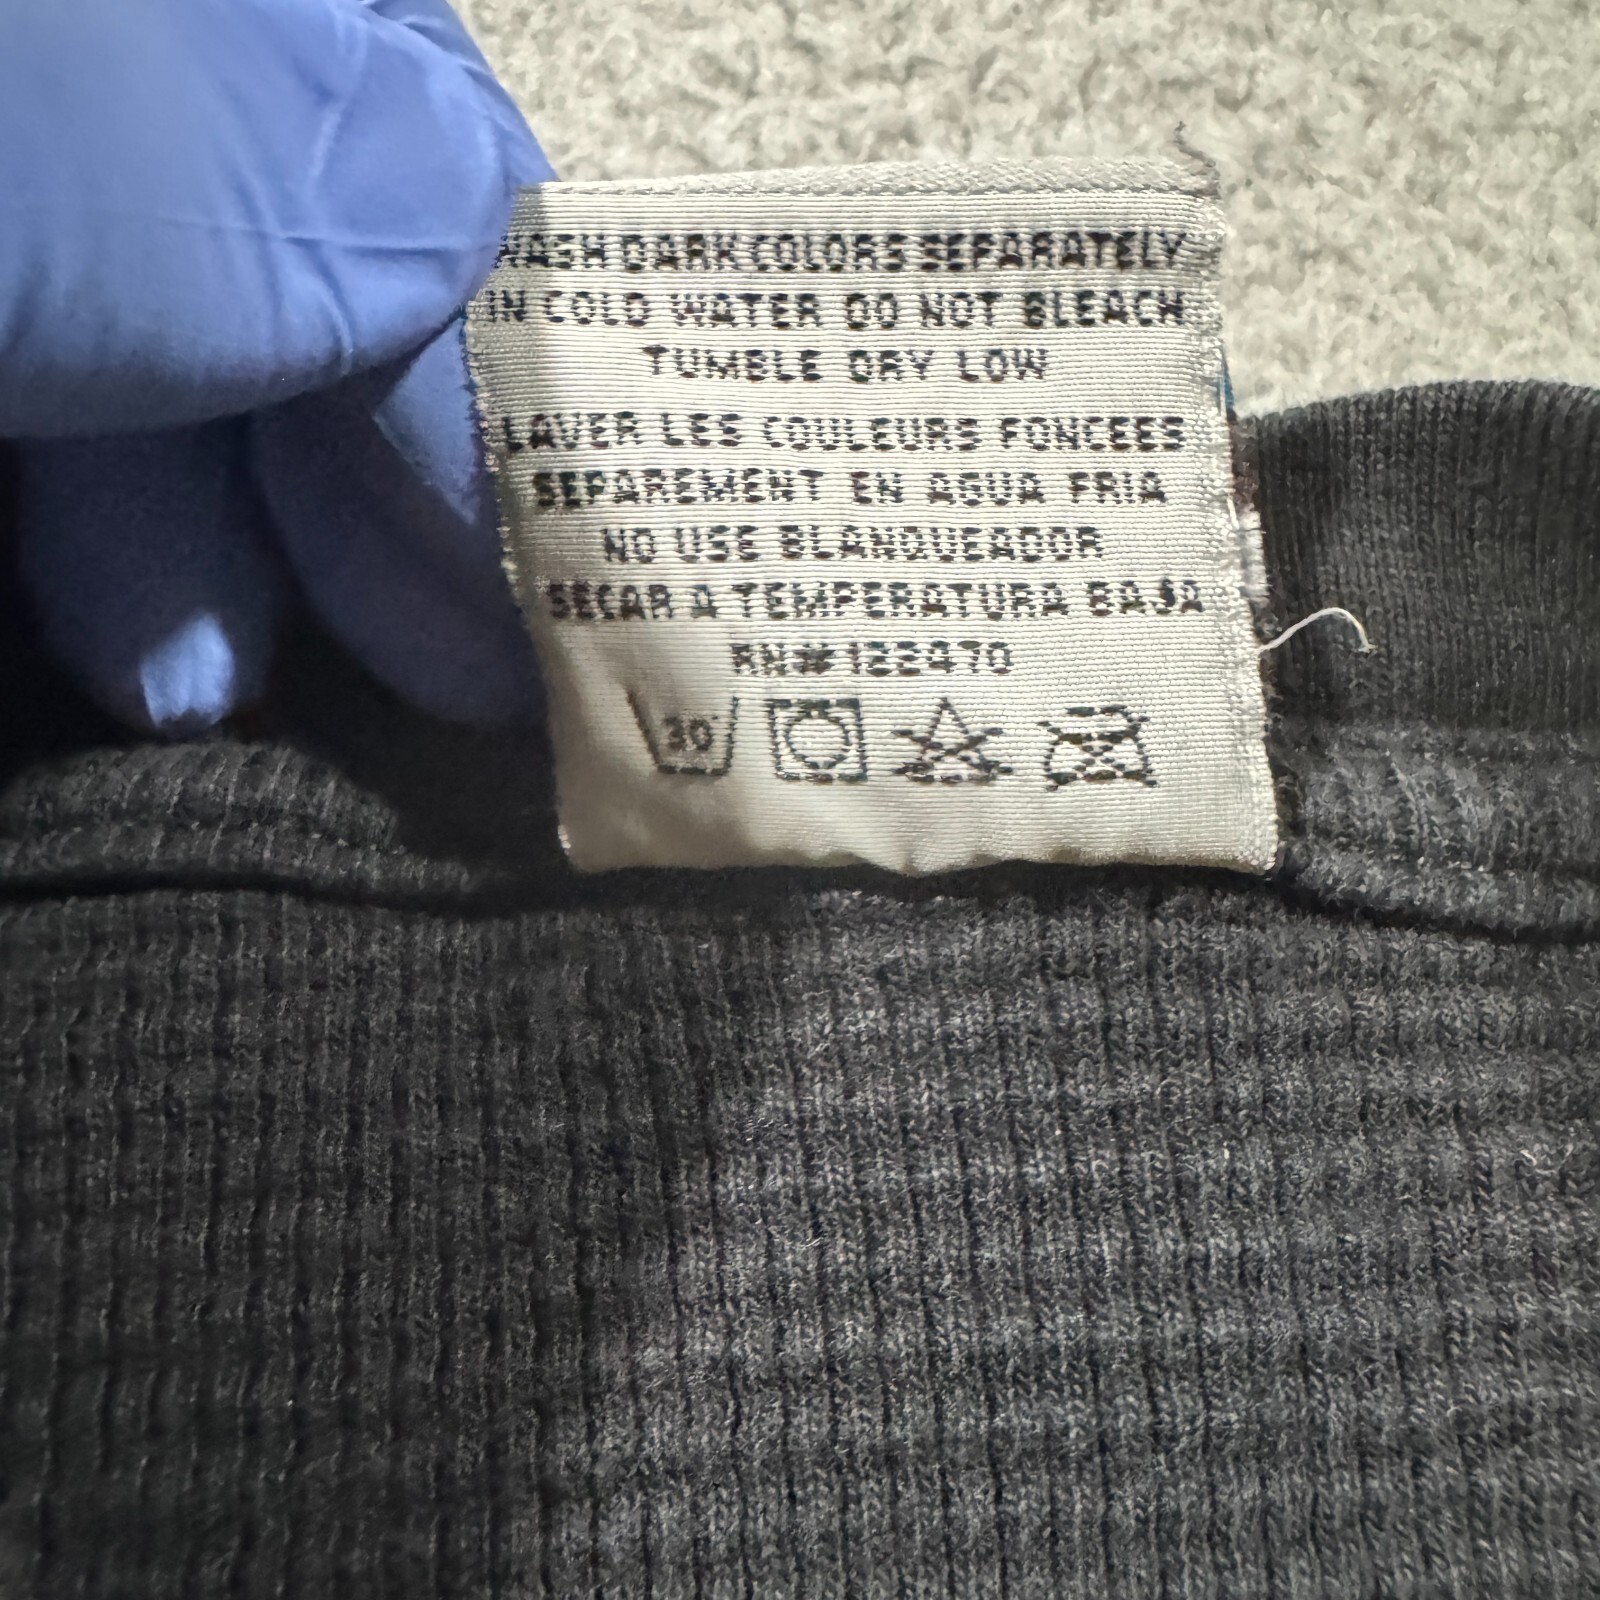 WASH DARK COLORS SEPARATELY
IN COLD WATER DO NOT BLEACH
TUMBLE DRY LOW
LAVER LES COULEURS FONCEES
SEPAREMENT EN AGUA FRIA
NO USE BLANQUEADOR
SECAR A TEMPERATURA BAJA
RN# 122470
30